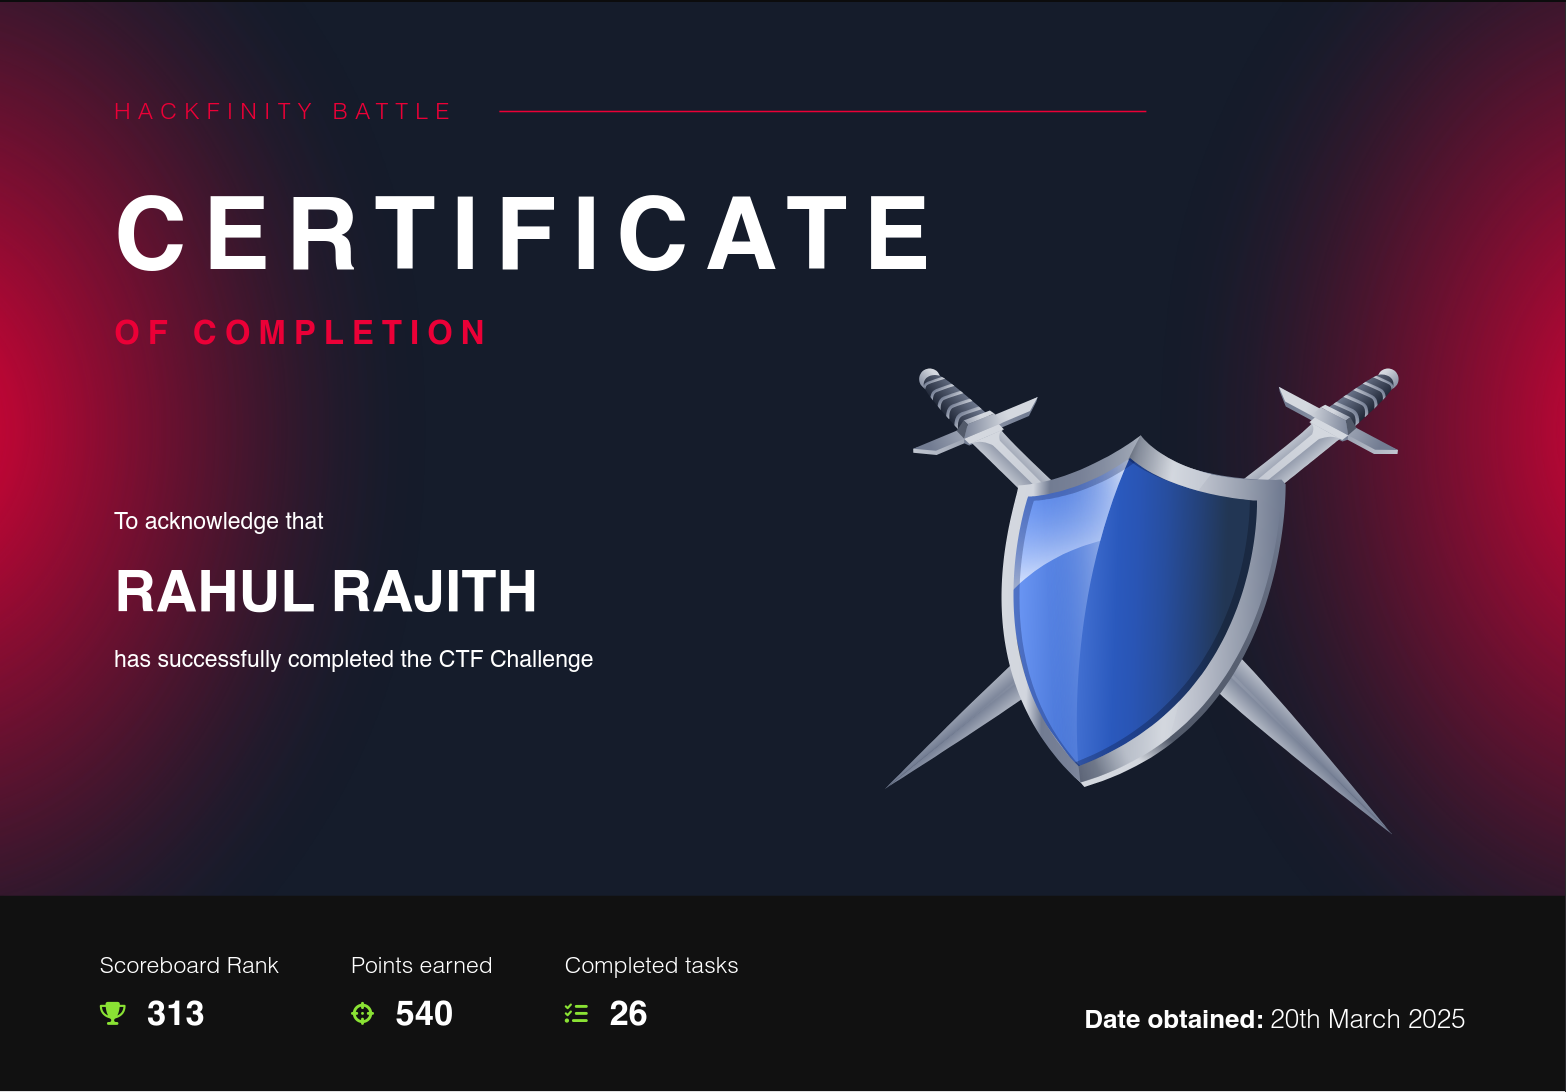 HACKFINITY BATTLE
CERTIFICATE
OF COMPLETION
To acknowledge that
RAHUL RAJITH
has successfully completed the CTF Challenge
Scoreboard Rank
313
Points earned
540
Completed tasks
26
Date obtained: 20th March 2025